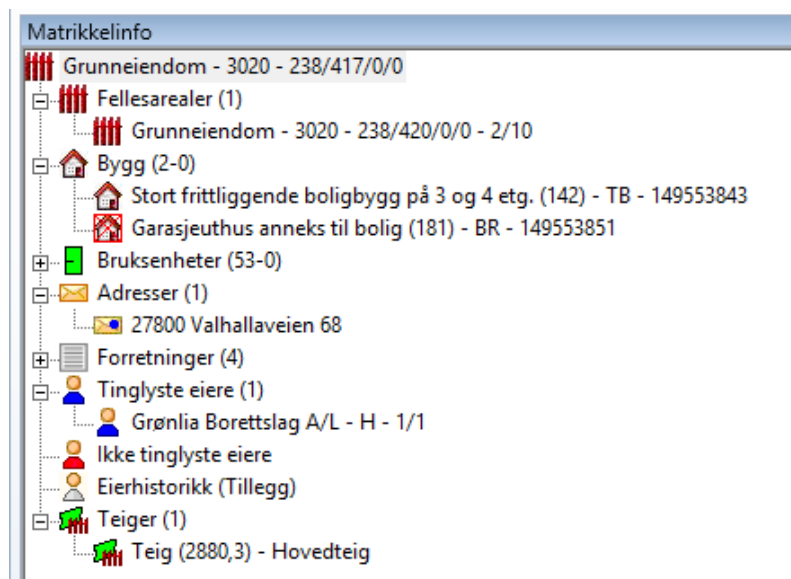 Matrikkelinfo
Grunneiendom - 3020 - 238/417/0/0
Fellesarealer (1)
Grunneiendom - 3020 - 238/420/0/0 - 2/10
Bygg (2-0)
Stort frittliggende boligbygg på 3 og 4 etg. (142) - TB - 149553843
Garasjeuthus anneks til bolig (181) - BR - 149553851
Bruksenheter (53-0)
Adresser (1)
27800 Valhallaveien 68
Forretninger (4)
Tinglyste eiere (1)
Grønlia Borettslag A/L - H - 1/1
Ikke tinglyste eiere
Eierhistorikk (Tillegg)
Teiger (1)
Teig (2880,3) - Hovedteig